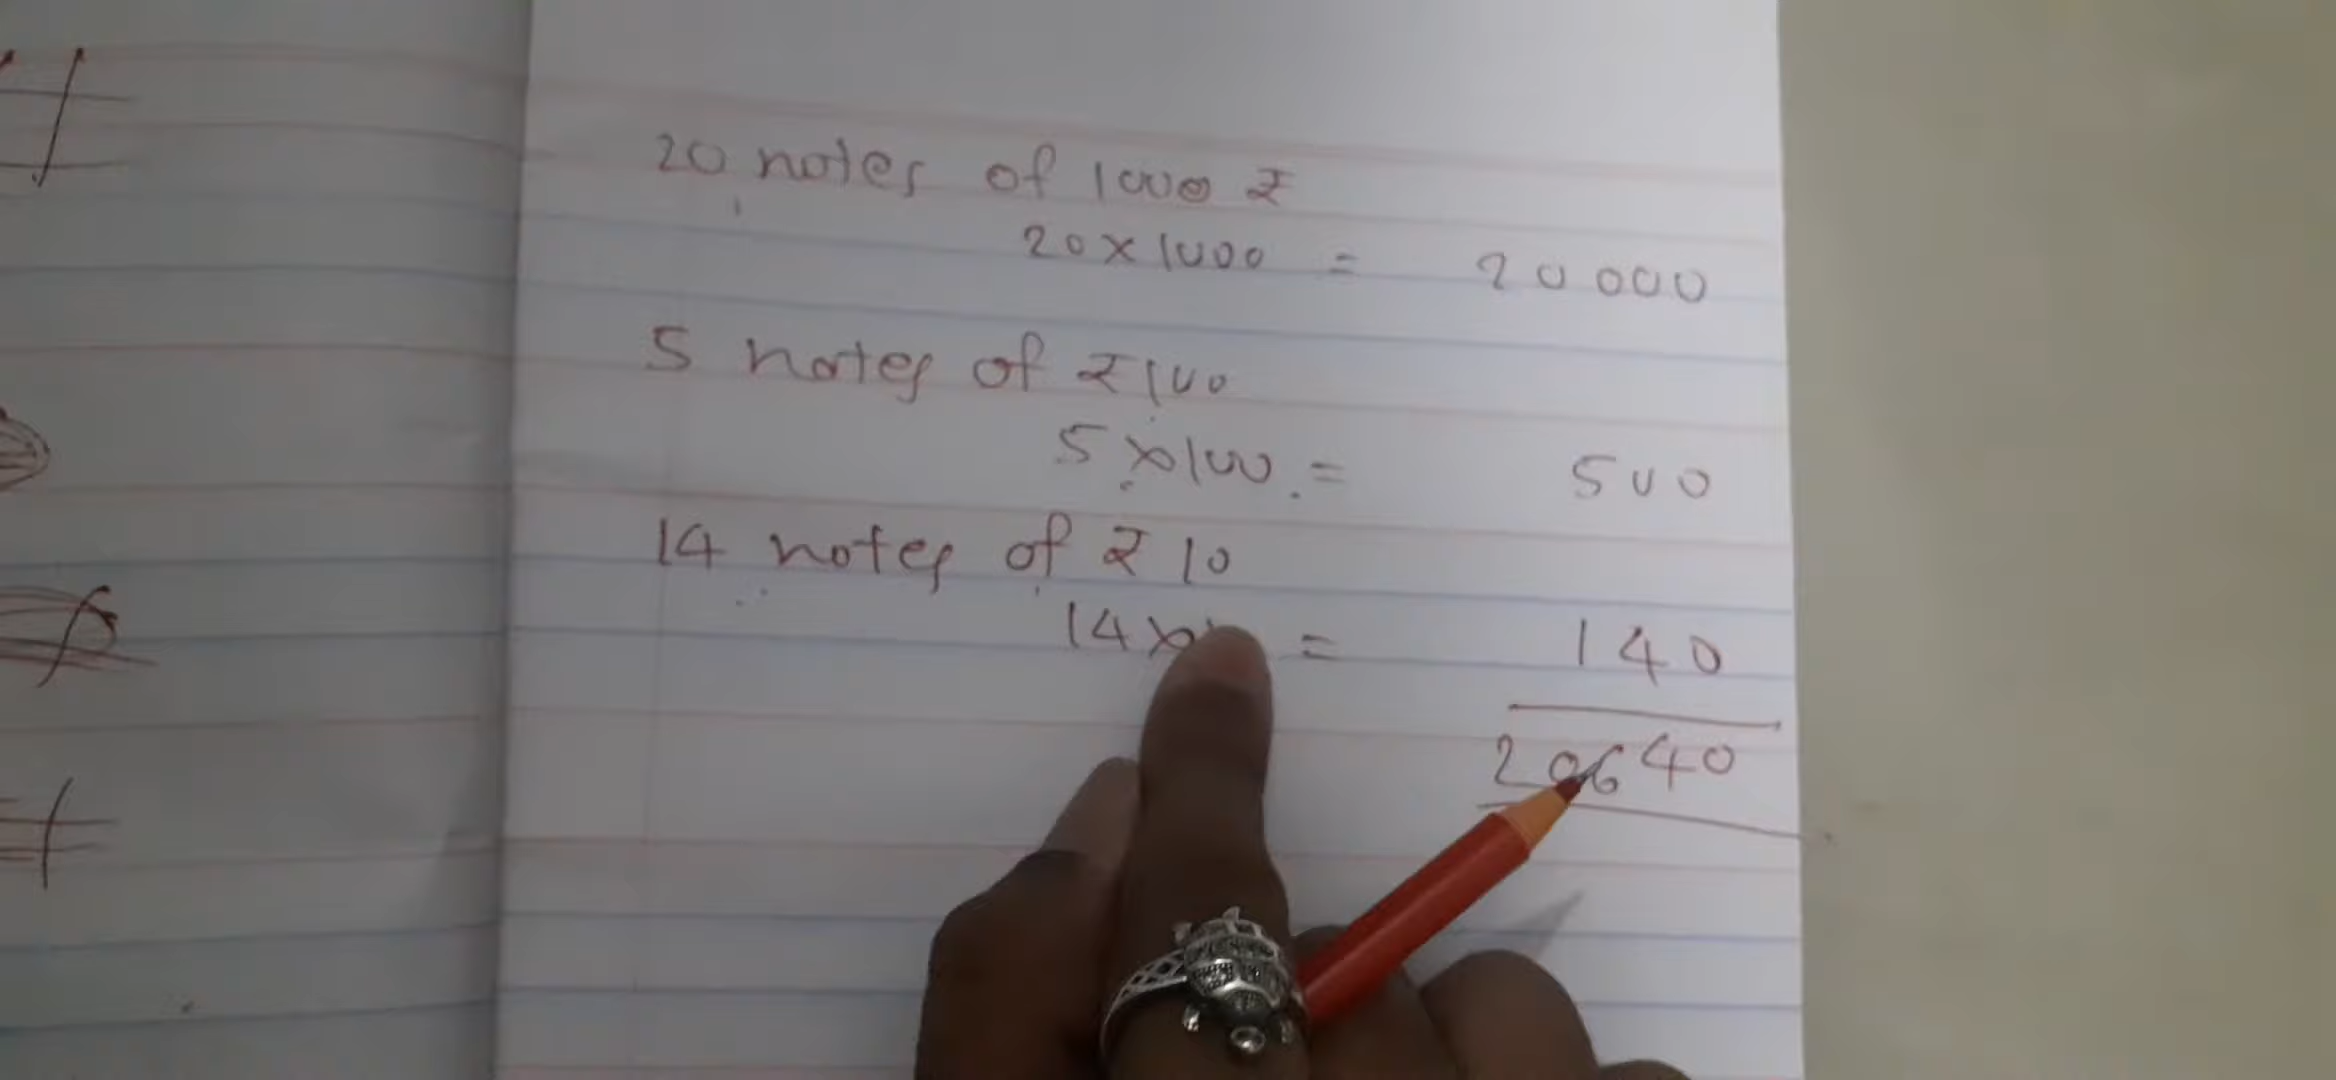 20 notes of 1000 ₹
20 x 1000 = 20000
5 notes of ₹100
5 x 100 = 500
14 notes of ₹ 10
14 x = 140
20640